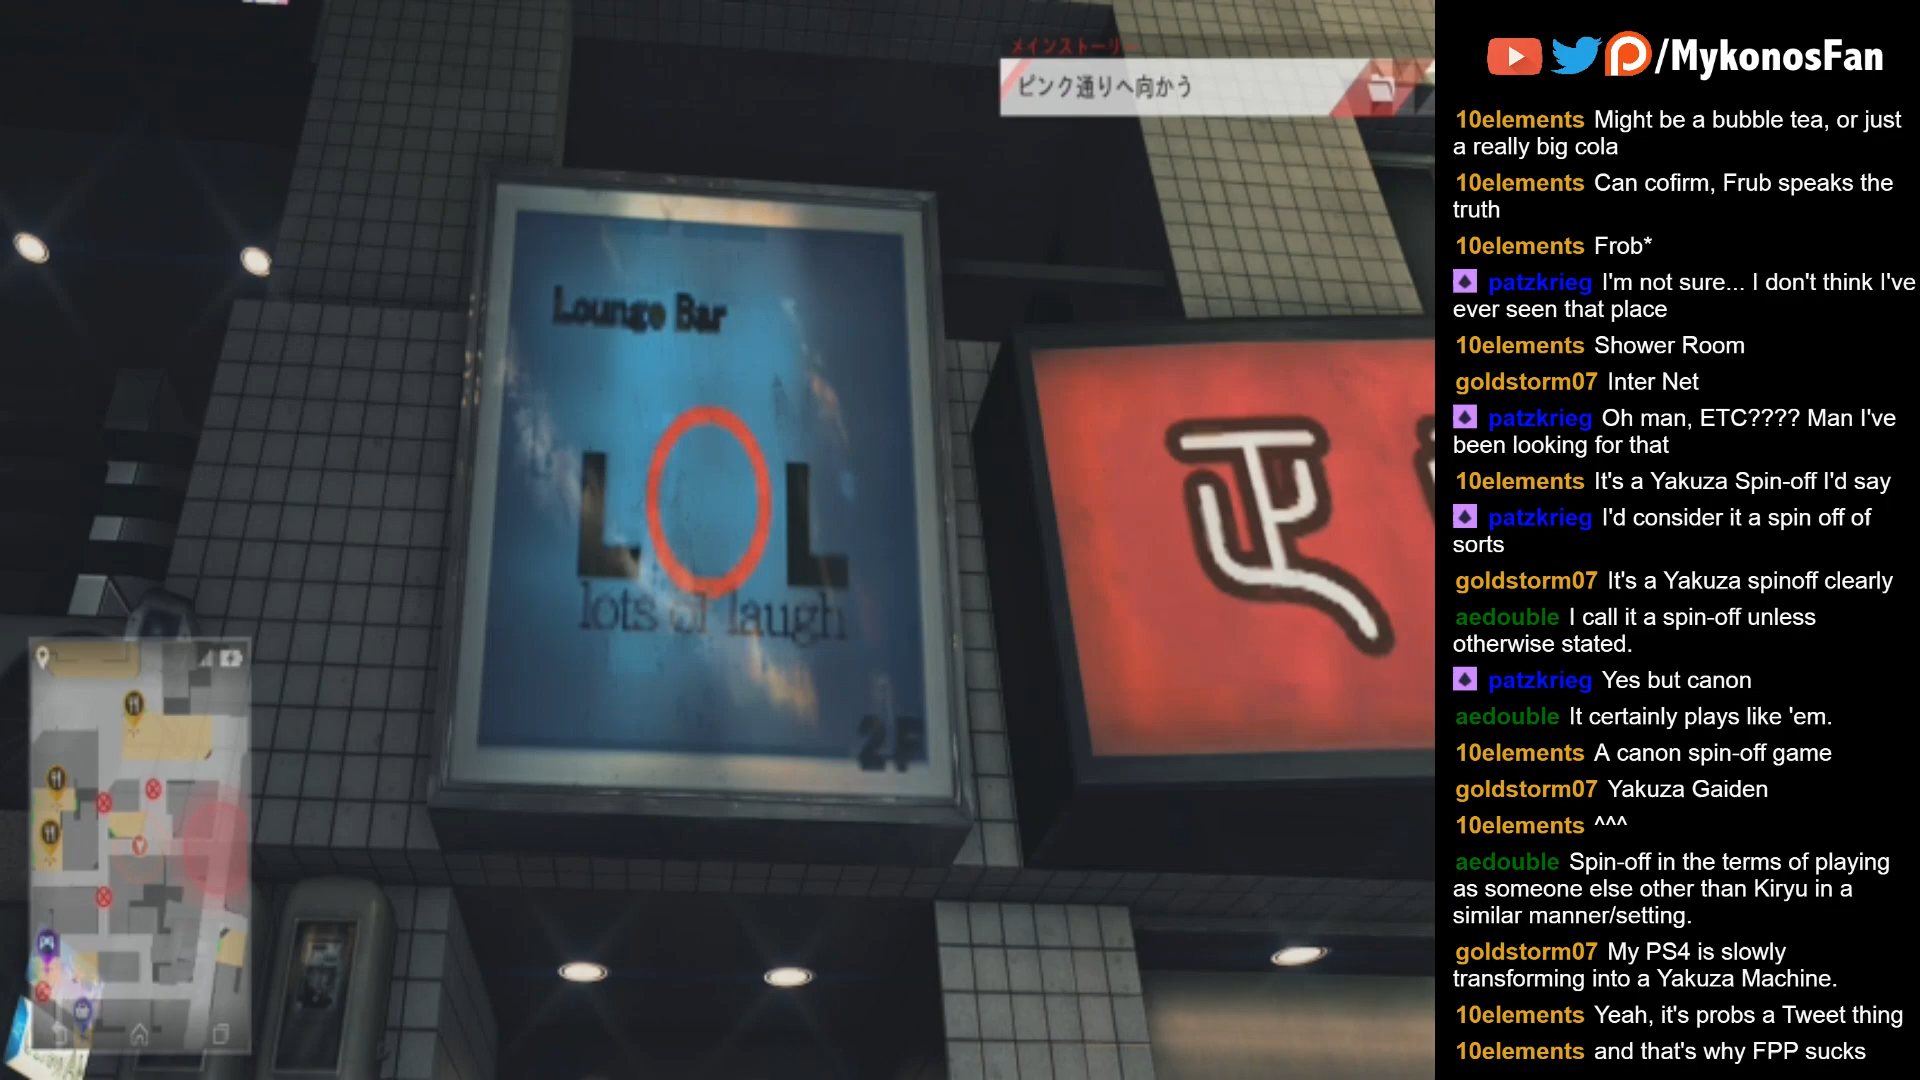 メインストーリー
ピンク通りへ向かう
Lounge Bar
LOL
lots of laugh
2F
/MykonosFan
10elements Might be a bubble tea, or just
a really big cola
10elements Can cofirm, Frub speaks the
truth
10elements Frob*
patzkrieg I'm not sure... I don't think I've
ever seen that place
10elements Shower Room
goldstorm07 Inter Net
patzkrieg Oh man, ETC???? Man I've
been looking for that
10elements It's a Yakuza Spin-off I'd say
patzkrieg I'd consider it a spin off of
sorts
goldstorm07 It's a Yakuza spinoff clearly
aedouble I call it a spin-off unless
otherwise stated.
patzkrieg Yes but canon
aedouble It certainly plays like 'em.
10elements A canon spin-off game
goldstorm07 Yakuza Gaiden
10elements ^^^
aedouble Spin-off in the terms of playing
as someone else other than Kiryu in a
similar manner/setting.
goldstorm07 My PS4 is slowly
transforming into a Yakuza Machine.
10elements Yeah, it's probs a Tweet thing
10elements and that's why FPP sucks